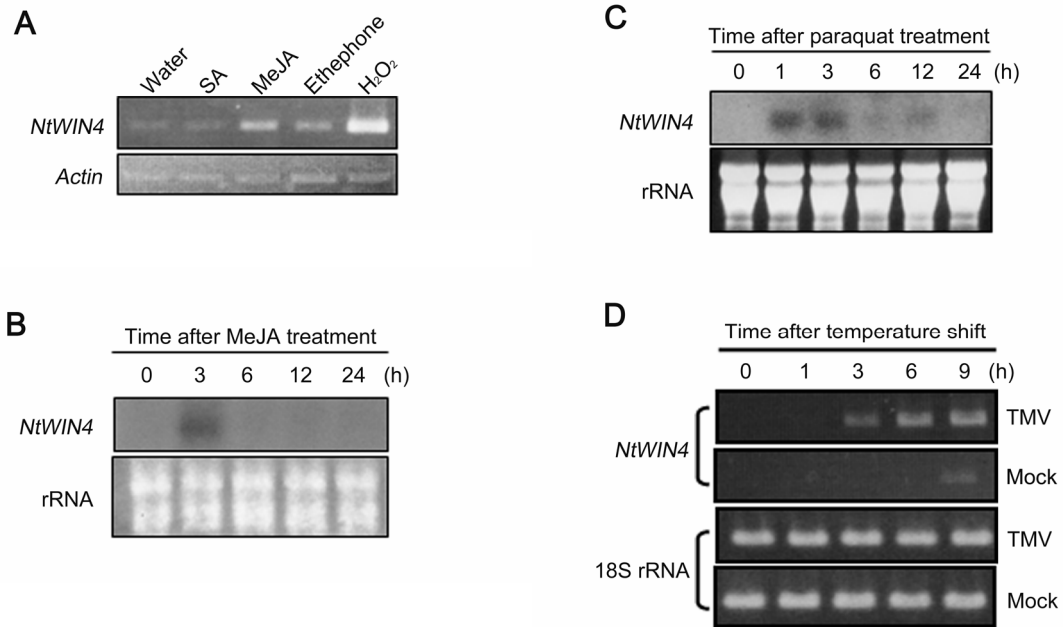 A
Water SA MeJA Ethephone H₂O₂
NtWIN4
Actin
B
Time after MeJA treatment
0 3 6 12 24 (h)
NtWIN4
rRNA
C
Time after paraquat treatment
0 1 3 6 12 24 (h)
NtWIN4
rRNA
D
Time after temperature shift
0 1 3 6 9 (h)
TMV
NtWIN4
Mock
TMV
18S rRNA
Mock